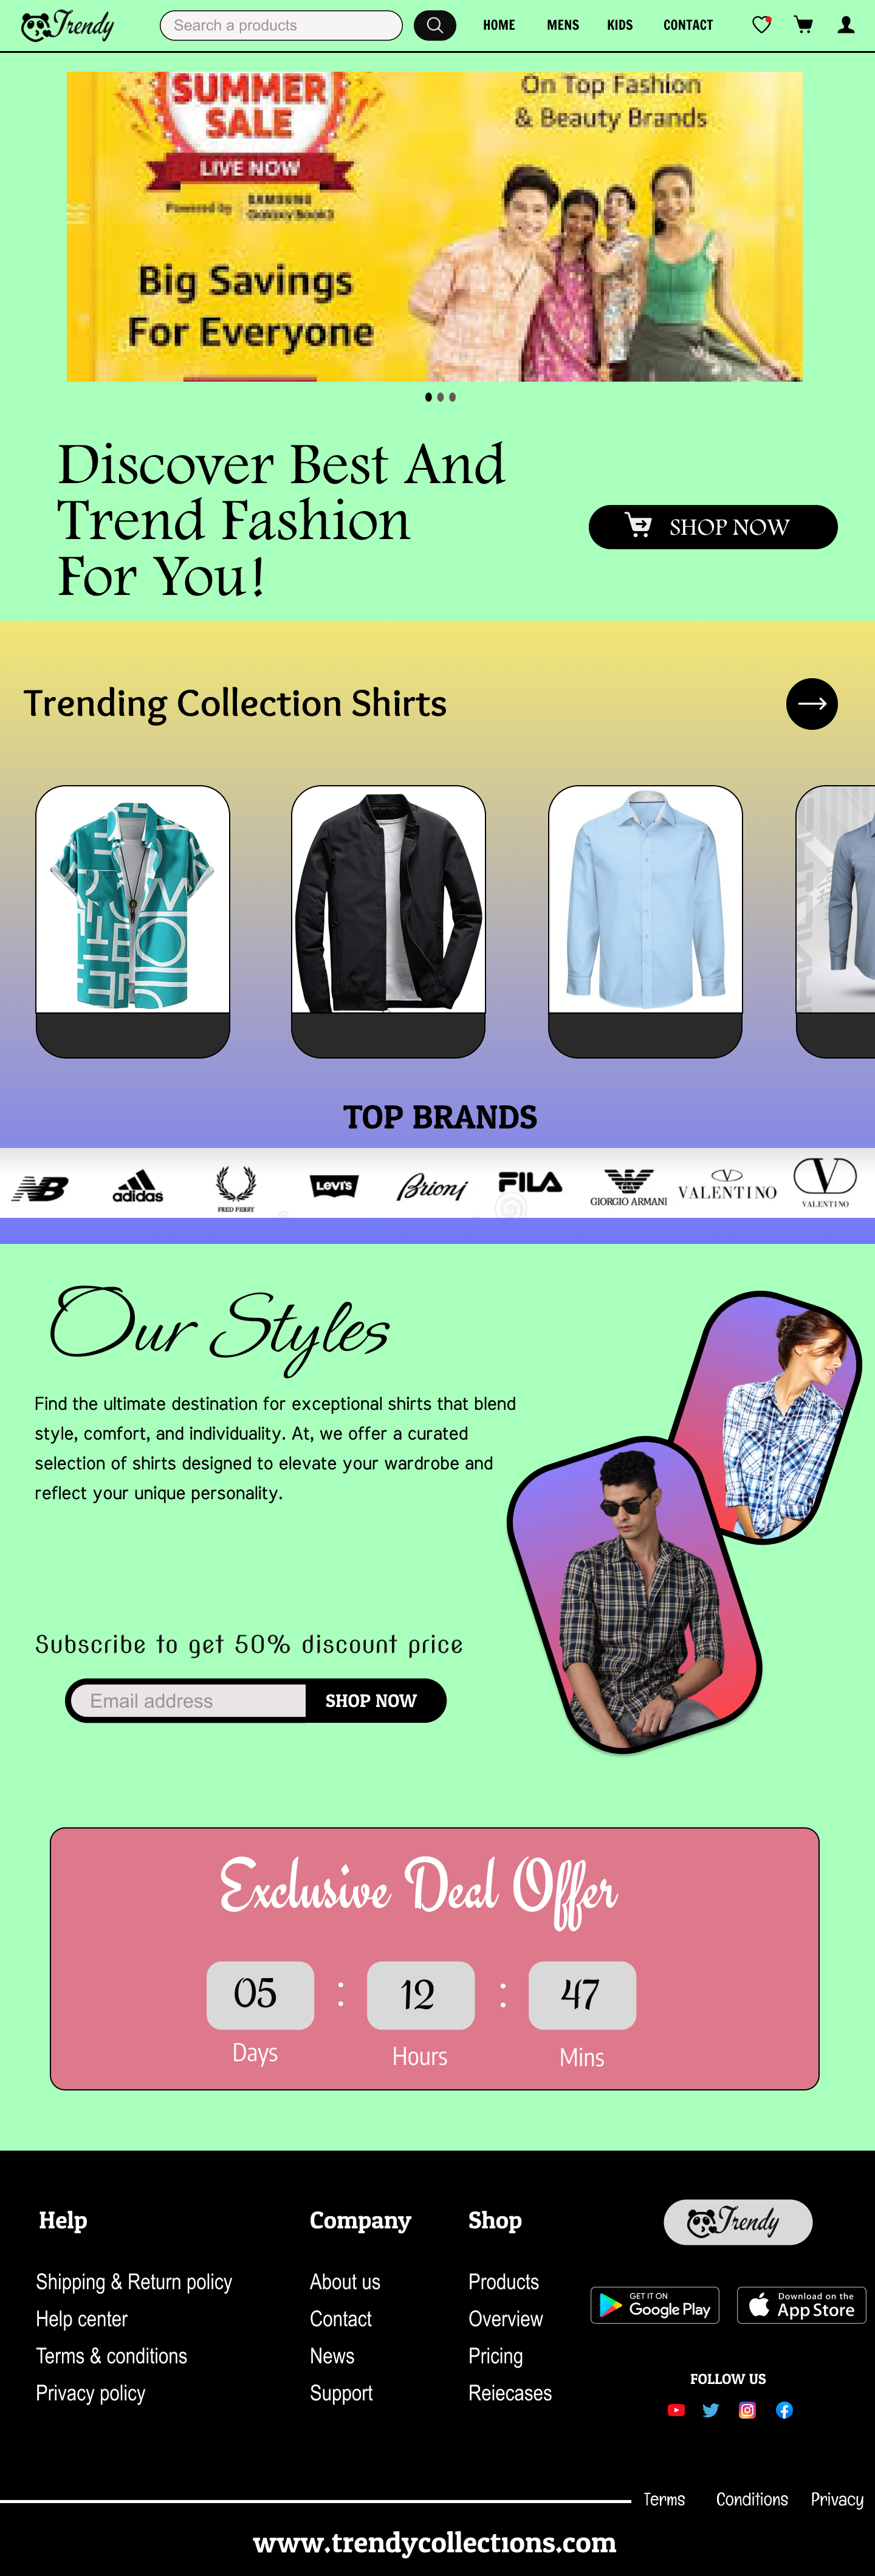 Trendy
Search a products
HOME MENS KIDS CONTACT
SUMMER
SALE
LIVE NOW
Powered by
SAMSUNG
Galaxy Book3
Big Savings
For Everyone
On Top Fashion
& Beauty Brands
Discover Best And
Trend Fashion
For You!
SHOP NOW
Trending Collection Shirts
TOP BRANDS
NB
adidas
FRED PERRY
Levi's
Brioni
FILA
GIORGIO ARMANI
VALENTINO
V
VALENTINO
Our Styles
Find the ultimate destination for exceptional shirts that blend
style, comfort, and individuality. At, we offer a curated
selection of shirts designed to elevate your wardrobe and
reflect your unique personality.
Subscribe to get 50% discount price
Email address
SHOP NOW
Exclusive Deal Offer
05 : 12 : 47
Days Hours Mins
Help
Shipping & Return policy
Help center
Terms & conditions
Privacy policy
Company
About us
Contact
News
Support
Shop
Products
Overview
Pricing
Reiecases
Trendy
GET IT ON
Google Play
Download on the
App Store
FOLLOW US
Terms Conditions Privacy
www.trendycollections.com